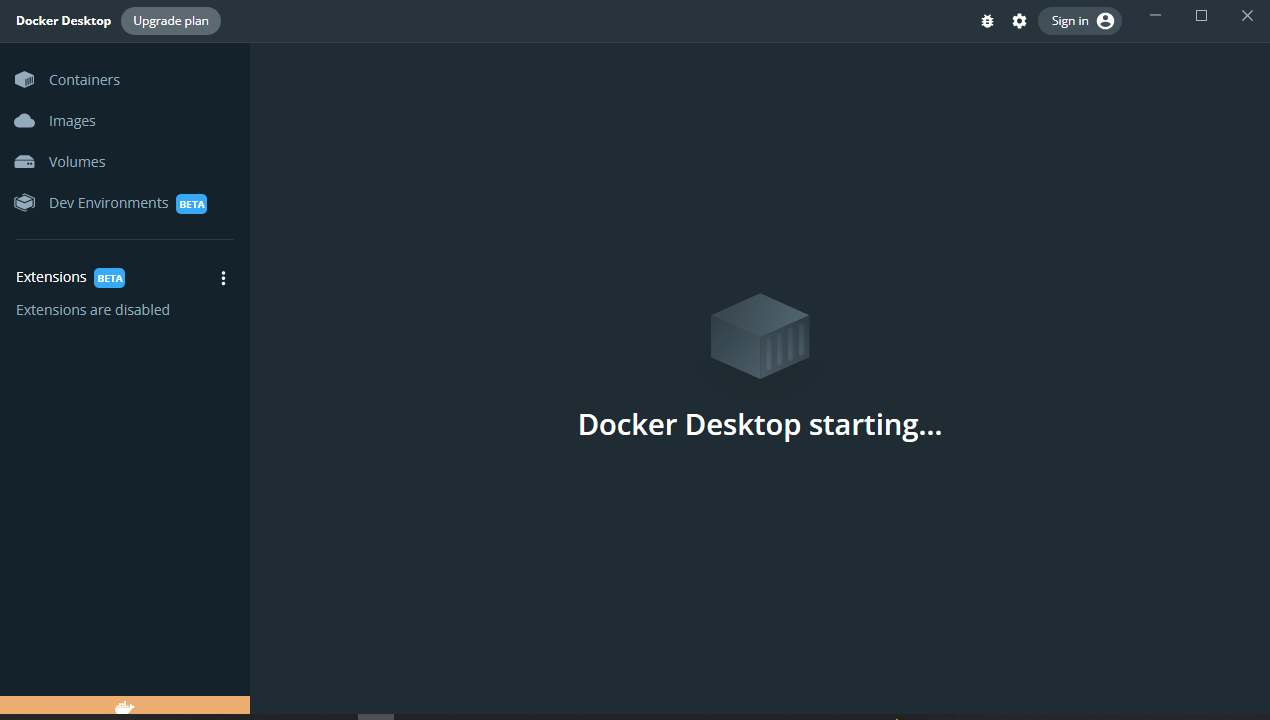 Docker Desktop Upgrade plan Sign in
Containers
Images
Volumes
Dev Environments BETA
Extensions BETA
Extensions are disabled
Docker Desktop starting...